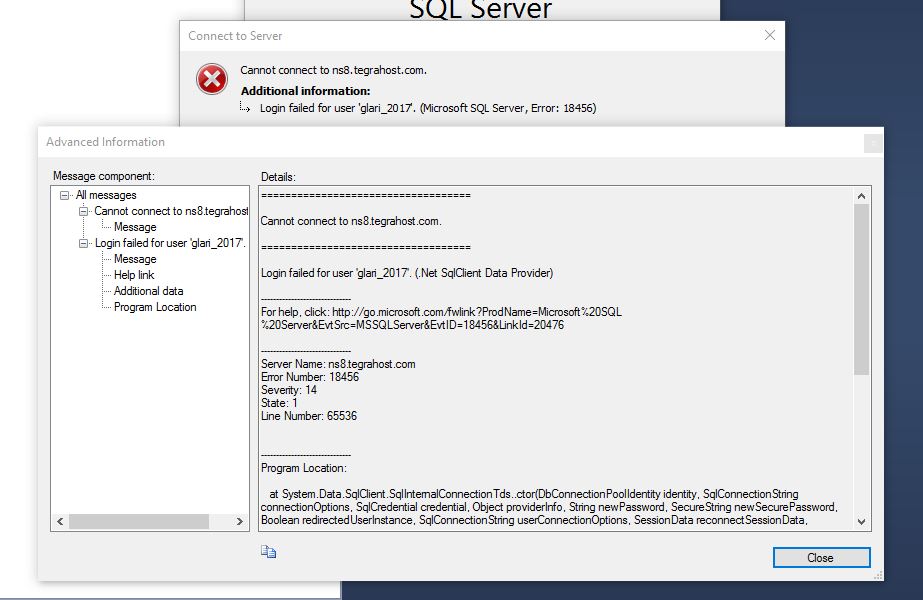 SQL Server
Connect to Server
Cannot connect to ns8.tegrahost.com.
Additional information:
Login failed for user 'glari_2017'. (Microsoft SQL Server, Error: 18456)
Advanced Information
Message component:
All messages
Cannot connect to ns8.tegrahost
Message
Login failed for user 'glari_2017'.
Message
Help link
Additional data
Program Location
Details:
===================================
Cannot connect to ns8.tegrahost.com.
===================================
Login failed for user 'glari_2017'. (.Net SqlClient Data Provider)
------------------------------
For help, click: http://go.microsoft.com/fwlink?ProdName=Microsoft%20SQL
%20Server&EvtSrc=MSSQLServer&EvtID=18456&LinkId=20476
------------------------------
Server Name: ns8.tegrahost.com
Error Number: 18456
Severity: 14
State: 1
Line Number: 65536
------------------------------
Program Location:
at System.Data.SqlClient.SqlInternalConnectionTds..ctor(DbConnectionPoolIdentity identity, SqlConnectionString
connectionOptions, SqlCredential credential, Object providerInfo, String newPassword, SecureString newSecurePassword,
Boolean redirectedUserInstance, SqlConnectionString userConnectionOptions, SessionData reconnectSessionData,
Close